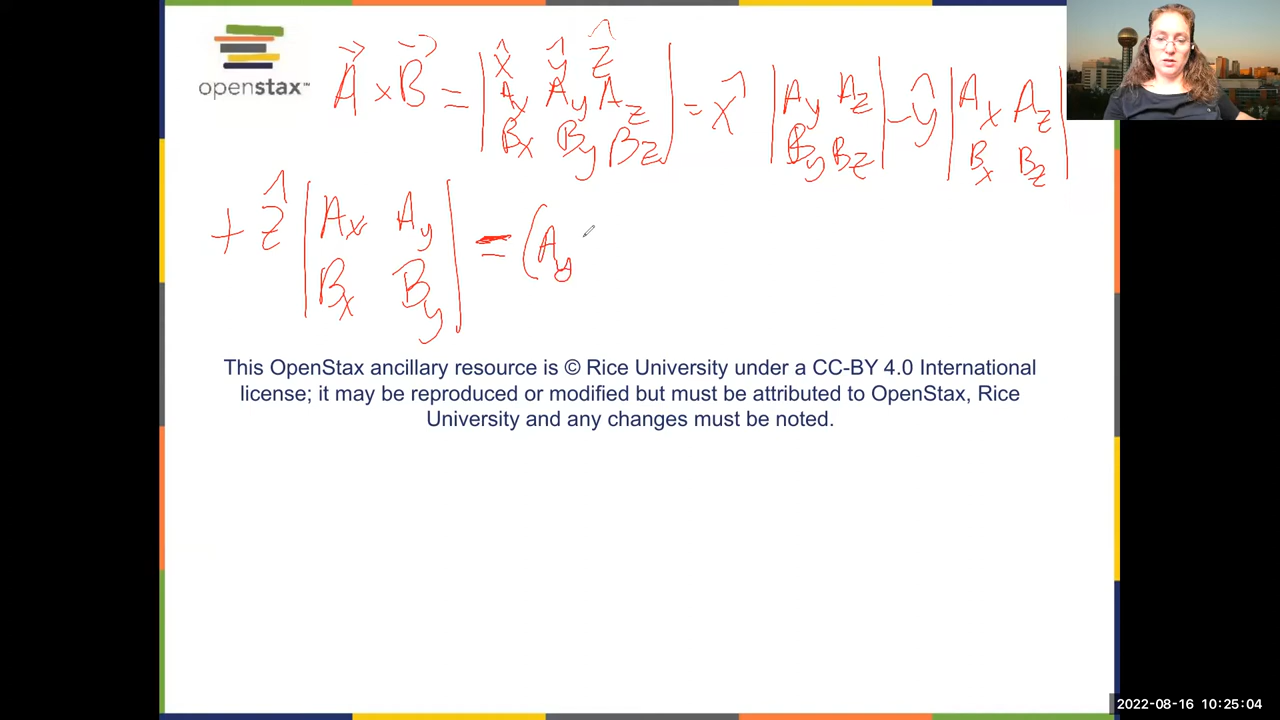 openstax™
A⃗ × B⃗ = | x̂ ŷ ẑ | = x̂ | Ay Az | - ŷ | Ax Az |
| Ax Ay Az | | By Bz | | Bx Bz |
| Bx By Bz |
+ ẑ | Ax Ay | = (Ay
| Bx By |
This OpenStax ancillary resource is © Rice University under a CC-BY 4.0 International
license; it may be reproduced or modified but must be attributed to OpenStax, Rice
University and any changes must be noted.
2022-08-16 10:25:04